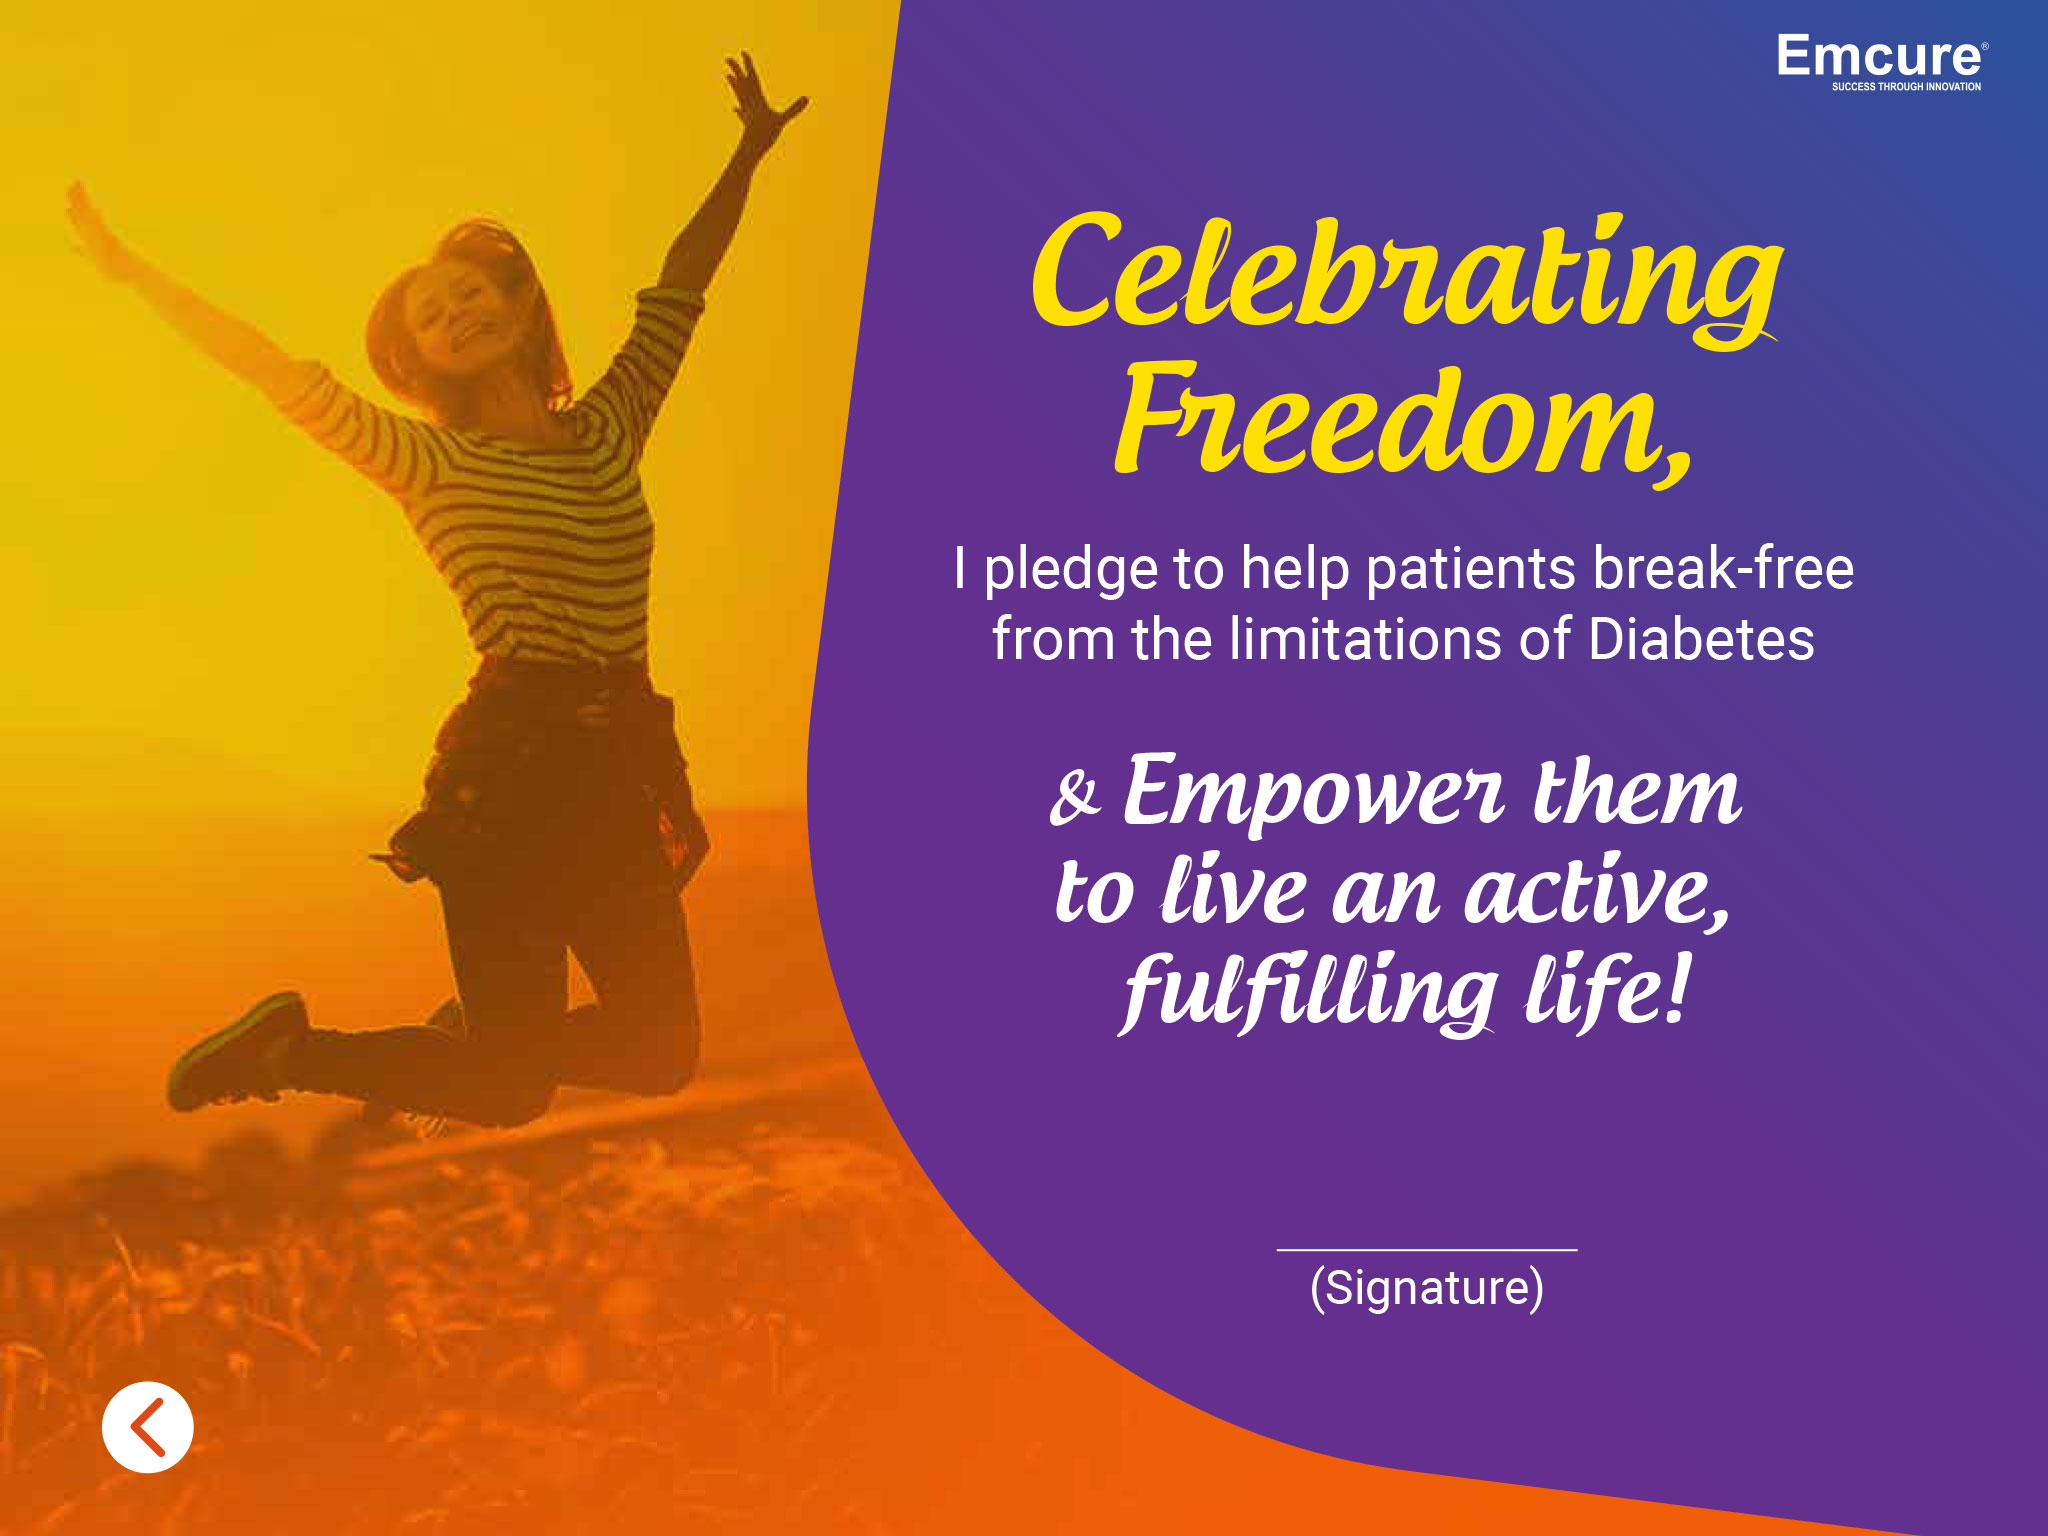 Emcure®
SUCCESS THROUGH INNOVATION
Celebrating
Freedom,
I pledge to help patients break-free
from the limitations of Diabetes
& Empower them
to live an active,
fulfilling life!
(Signature)